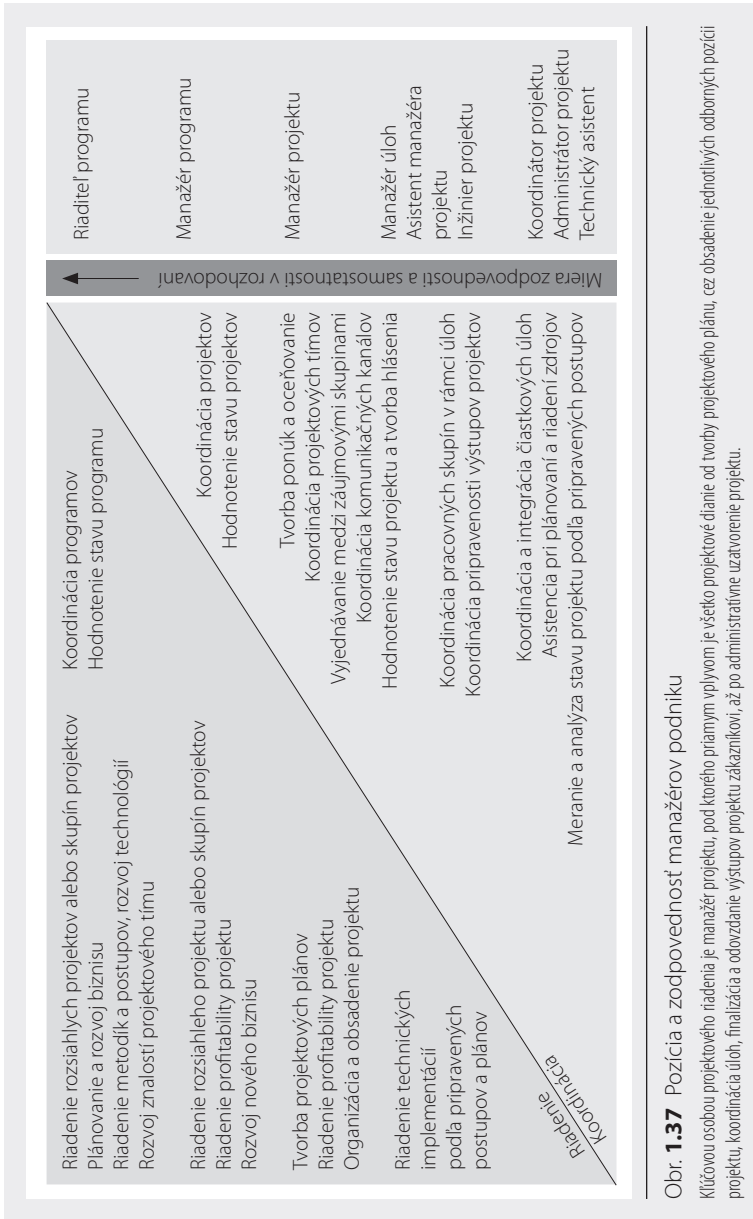 Riadenie rozsiahlych projektov alebo skupín projektov
Plánovanie a rozvoj biznisu
Riadenie metodík a postupov, rozvoj technológií
Rozvoj znalostí projektového tímu
Koordinácia programov
Hodnotenie stavu programu
Riaditeľ programu
Riadenie rozsiahleho projektu alebo skupín projektov
Riadenie profitability projektu
Rozvoj nového biznisu
Koordinácia projektov
Hodnotenie stavu projektu
Manažér programu
Tvorba projektových plánov
Riadenie profitability projektu
Organizácia a obsadenie projektu
Tvorba ponúk a oceňovanie
Koordinácia projektových tímov
Vyjednávanie medzi záujmovými skupinami
Koordinácia komunikačných kanálov
Hodnotenie stavu projektu a tvorba hlásenia
Manažér projektu
Riadenie technických
implementácií
podľa pripravených
postupov a plánov
Koordinácia pracovných skupín v rámci úloh
Koordinácia pripravenosti výstupov projektov
Manažér úloh
Asistent manažéra
projektu
Inžinier projektu
Koordinácia a integrácia čiastkových úloh
Asistencia pri plánovaní a riadení zdrojov
Meranie a analýza stavu projektu podľa pripravených postupov
Koordinátor projektu
Administrátor projektu
Technický asistent
Riadenie
Koordinácia
Miera zodpovednosti a samostatnosti v rozhodovaní
Obr. 1.37 Pozícia a zodpovednosť manažérov podniku
Kľúčovou osobou projektového riadenia je manažér projektu, pod ktorého priamym vplyvom je všetko projektové dianie od tvorby projektového plánu, cez obsadenie jednotlivých odborných pozícii
projektu, koordinácia úloh, finalizácia a odovzdanie výstupov projektu zákazníkovi, až po administratívne uzatvorenie projektu.